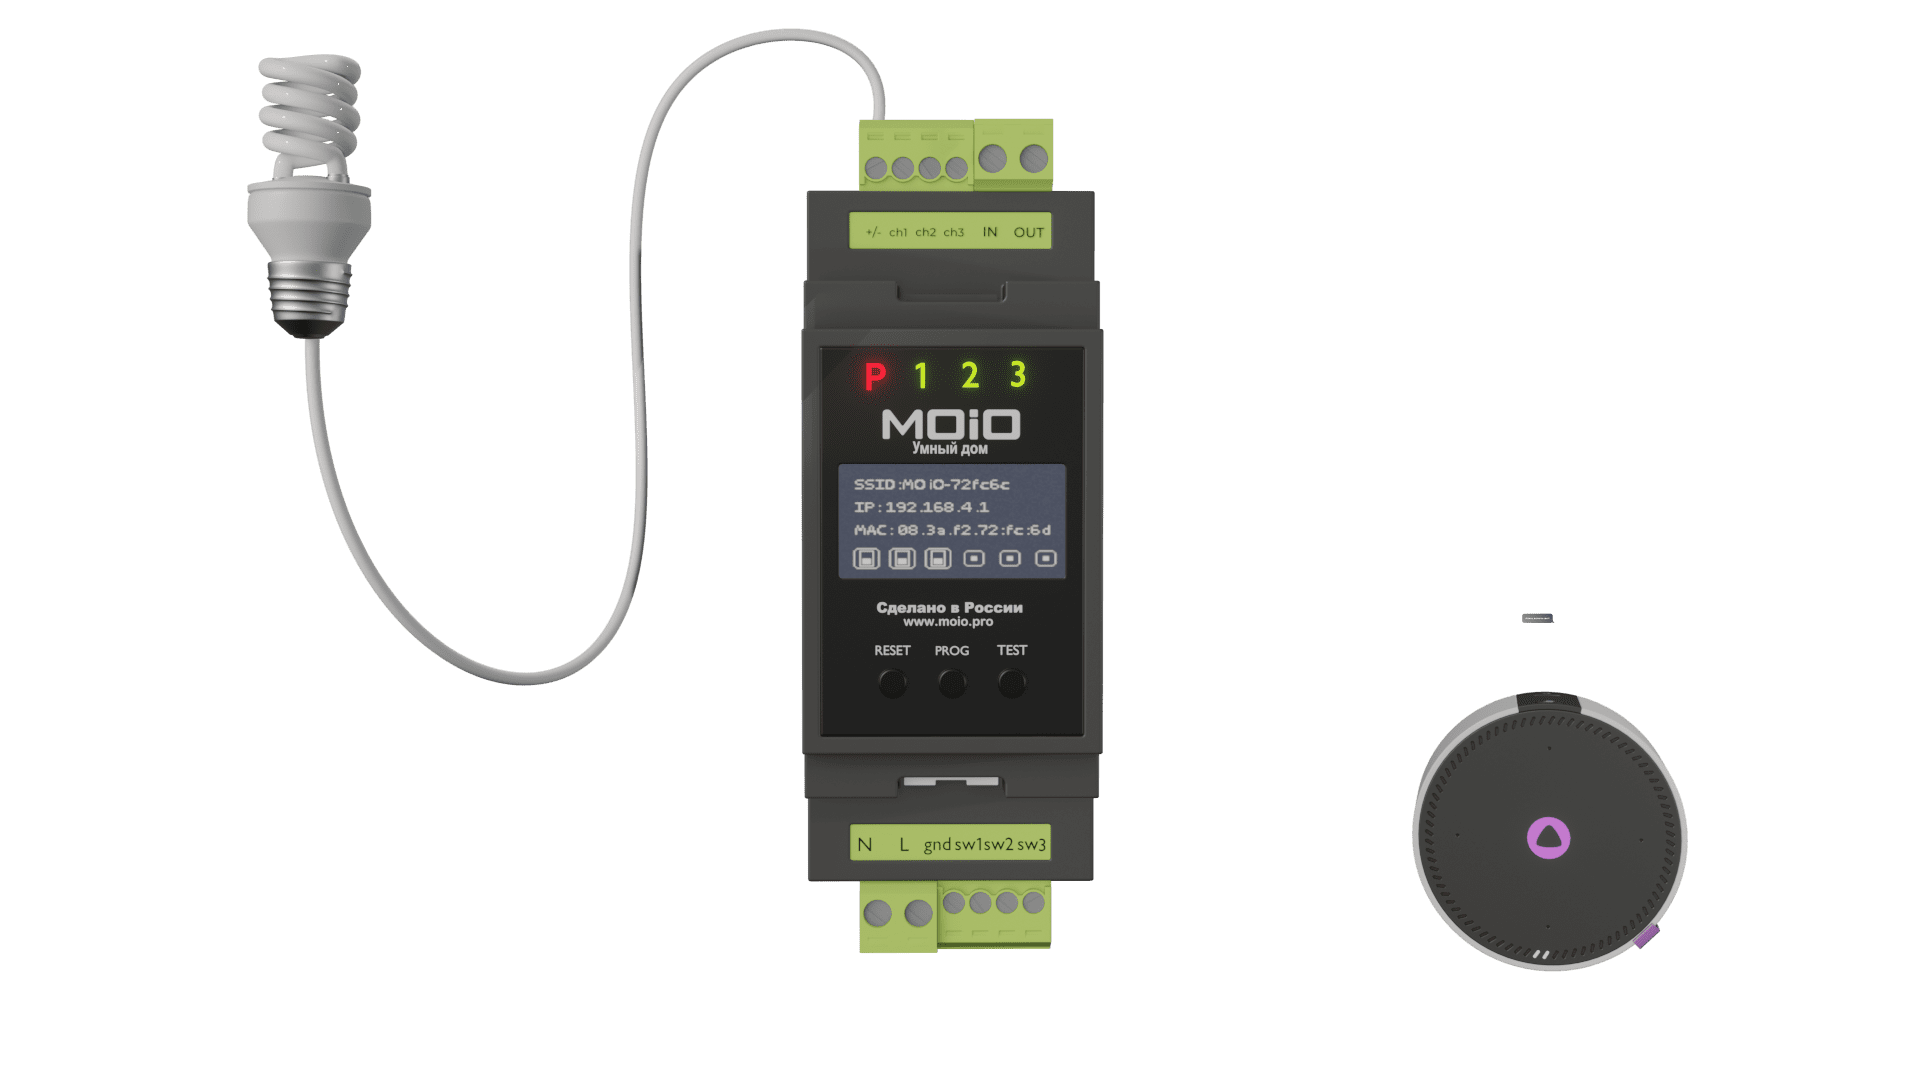 +/- ch1 ch2 ch3 IN OUT
P 1 2 3
MOiO
Умный дом
SSID:MOiO-72fc6c
IP:192.168.4.1
MAC:08.3a.f2.72:fc:6d
Сделано в России
www.moio.pro
RESET PROG TEST
N L gnd sw1 sw2 sw3